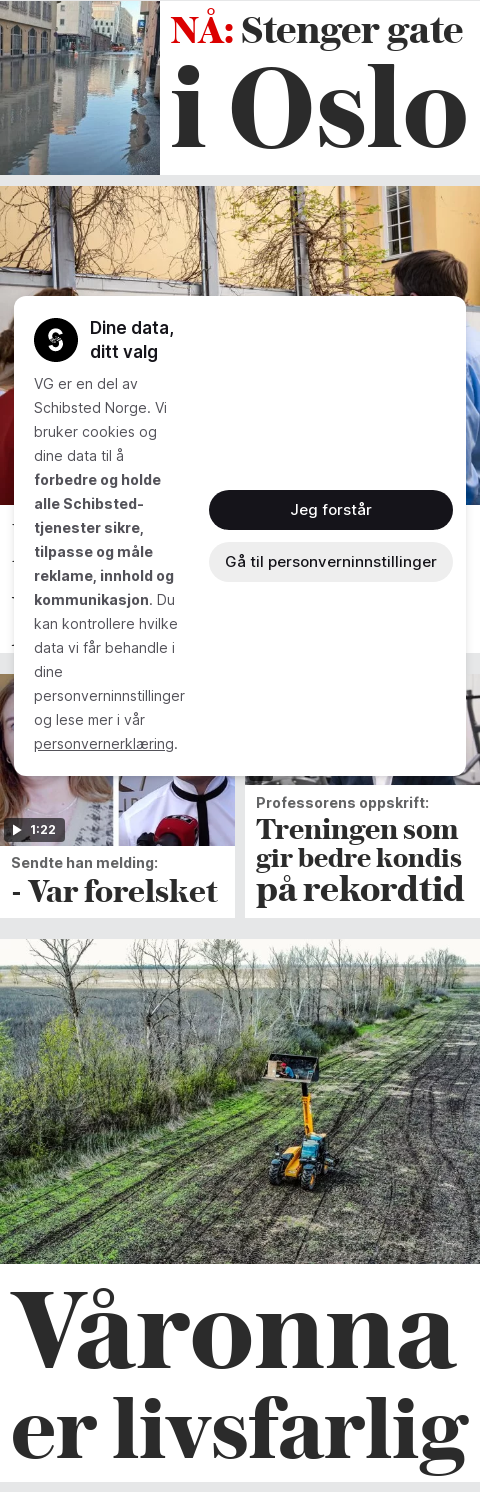 NÅ: Stenger gate
i Oslo
Dine data,
ditt valg
VG er en del av
Schibsted Norge. Vi
bruker cookies og
dine data til å
forbedre og holde
alle Schibsted-
tjenester sikre,
tilpasse og måle
reklame, innhold og
kommunikasjon. Du
kan kontrollere hvilke
data vi får behandle i
dine
personverninnstillinger
og lese mer i vår
personvernerklæring.
Jeg forstår
Gå til personverninnstillinger
1:22
Sendte han melding:
- Var forelsket
Professorens oppskrift:
Treningen som
gir bedre kondis
på rekordtid
Våronna
er livsfarlig